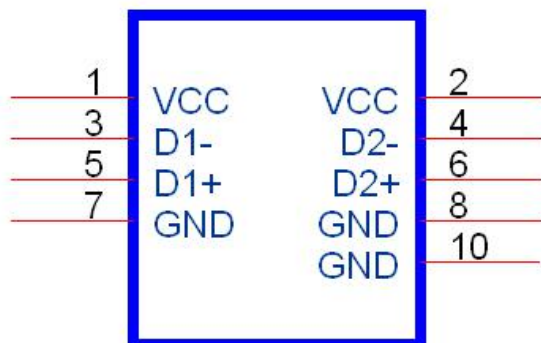 1 VCC VCC 2
3 D1- D2- 4
5 D1+ D2+ 6
7 GND GND 8
GND 10